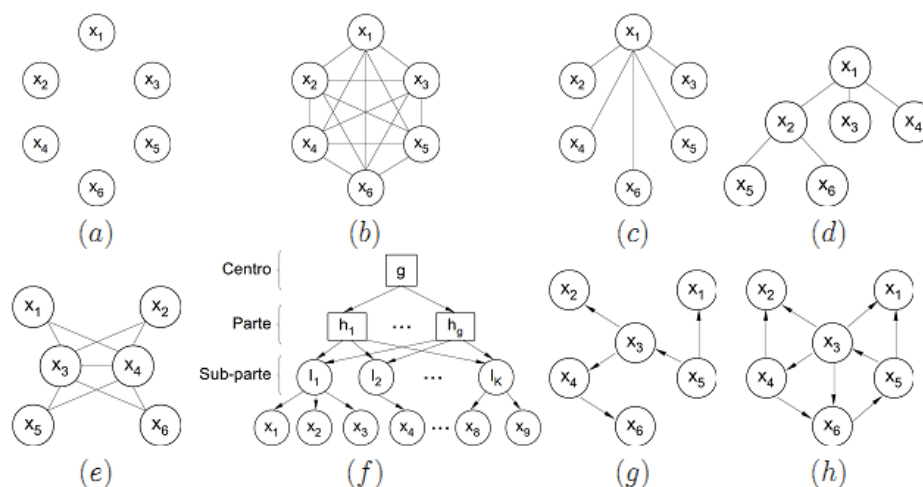 x1
x2 x3
x4 x5
x6
(a)
x1
x2 x3
x4 x5
x6
(b)
x1
x2 x3
x4 x5
x6
(c)
x1
x2 x3 x4
x5 x6
(d)
x1 x2
x3 x4
x5 x6
(e)
Centro g
Parte h1 ... hg
Sub-parte l1 l2 ... lK
x1 x2 x3 x4 ... x8 x9
(f)
x2 x1
x3
x4 x5
x6
(g)
x2 x1
x3
x4 x5
x6
(h)